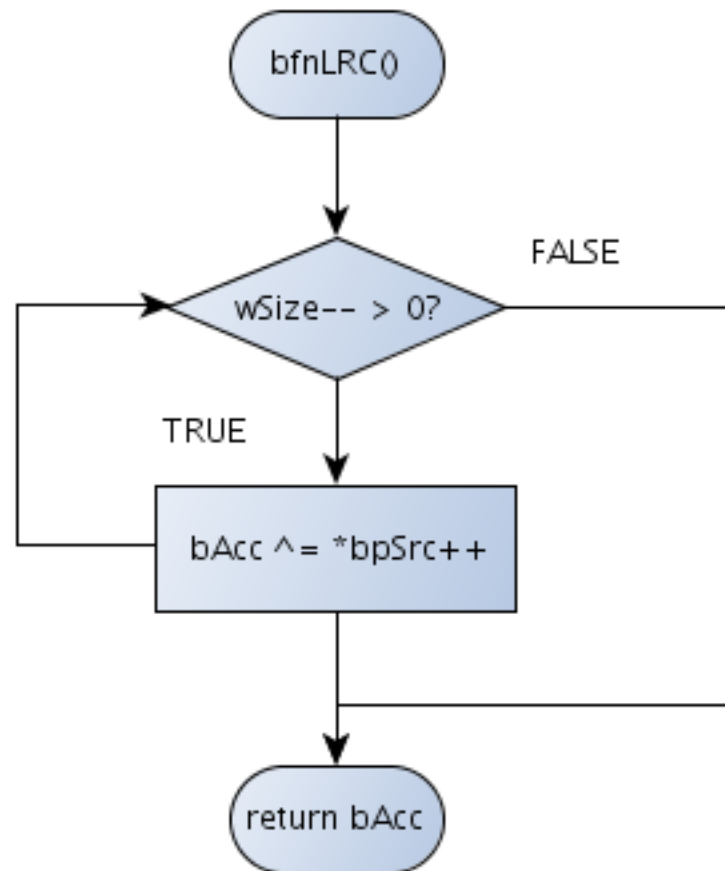 bfnLRC()
wSize-- > 0?
FALSE
TRUE
bAcc ^= *bpSrc++
return bAcc